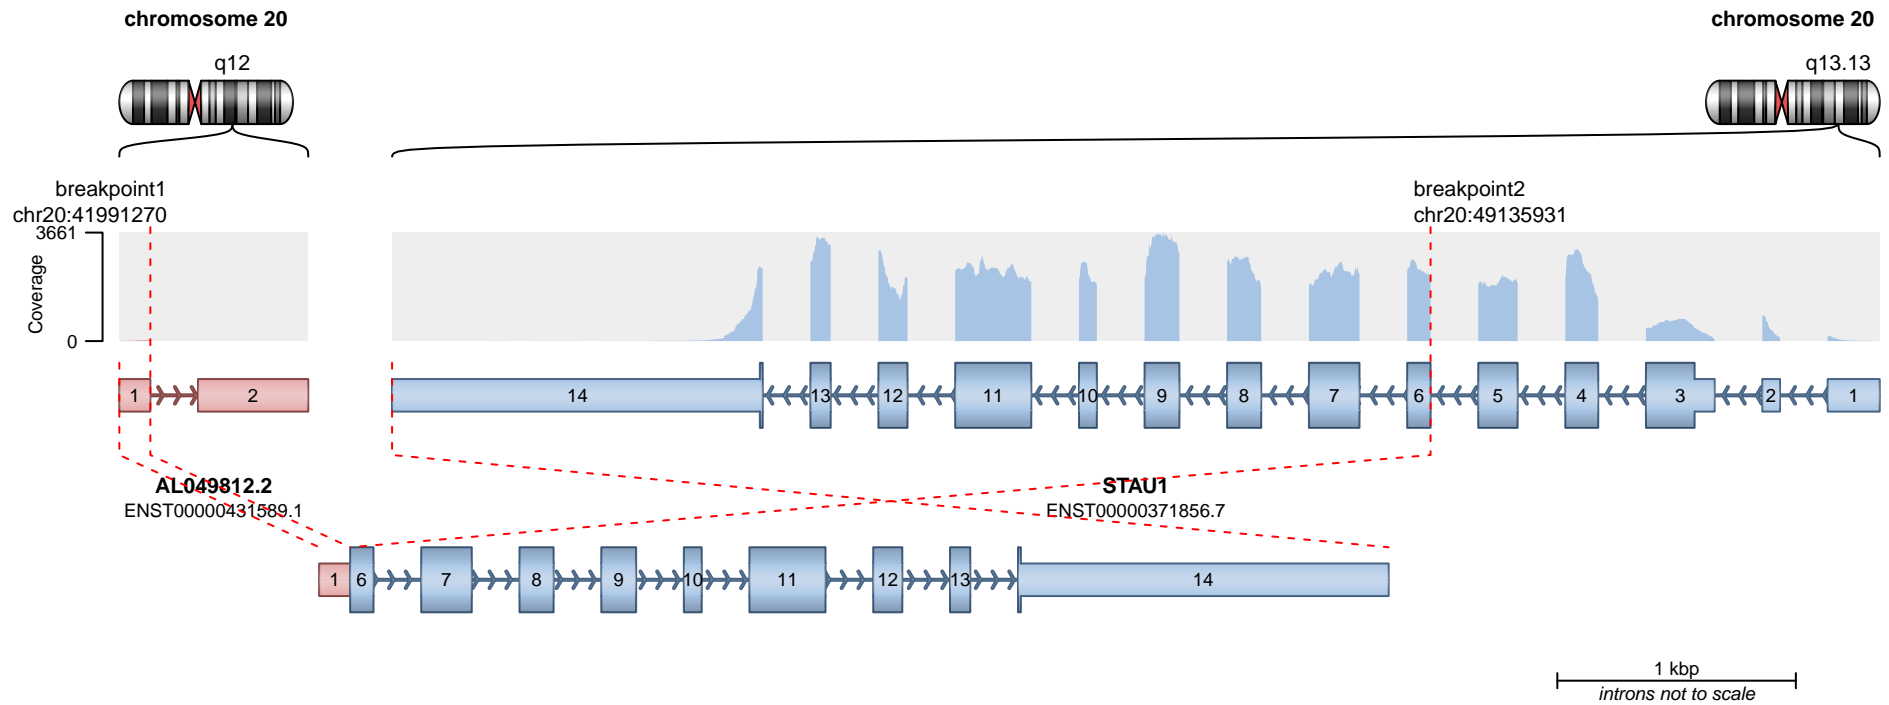 chromosome 20
chromosome 20
q12
q13.13
breakpoint1
chr20:41991270
breakpoint2
chr20:49135931
3661
Coverage
0
1 2 14 13 12 11 10 9 8 7 6 5 4 3 2 1
AL049812.2
ENST00000431589.1
STAU1
ENST00000371856.7
1 6 7 8 9 10 11 12 13 14
1 kbp
introns not to scale